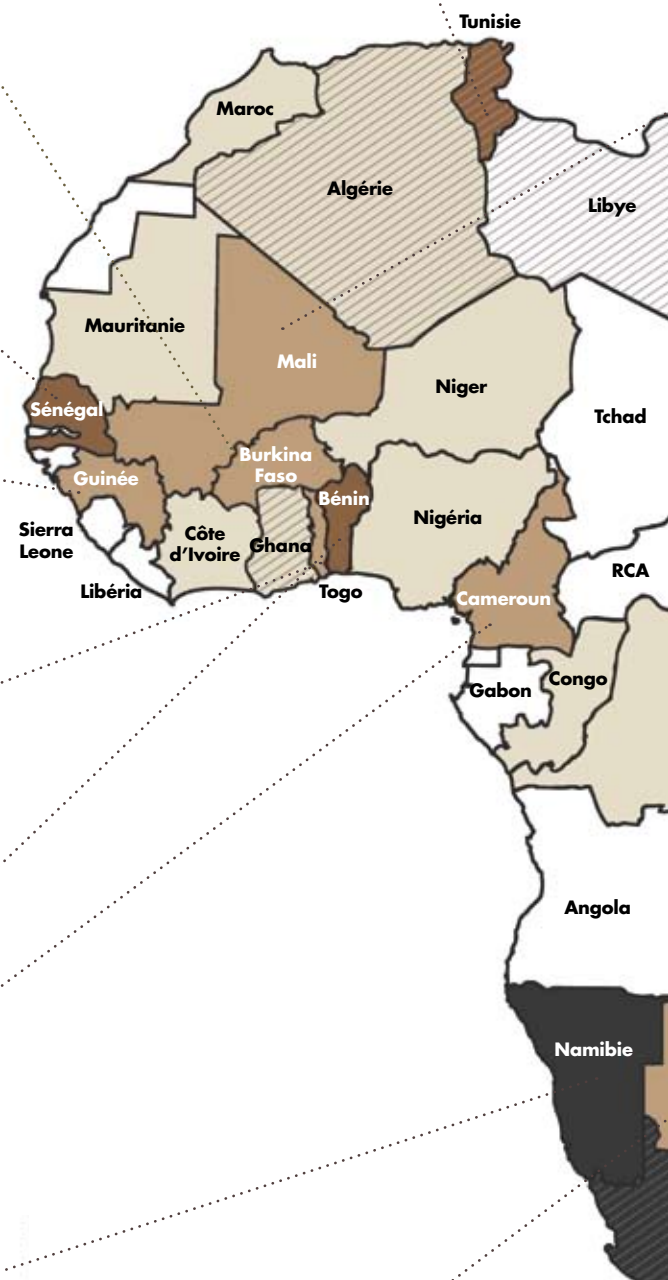 Tunisie
Maroc
Algérie
Libye
Mauritanie
Mali
Niger
Sénégal
Tchad
Burkina
Faso
Guinée
Bénin
Nigéria
Sierra
Leone
Côte
d'Ivoire
Ghana
Libéria
Togo
RCA
Cameroun
Gabon
Congo
Angola
Namibie